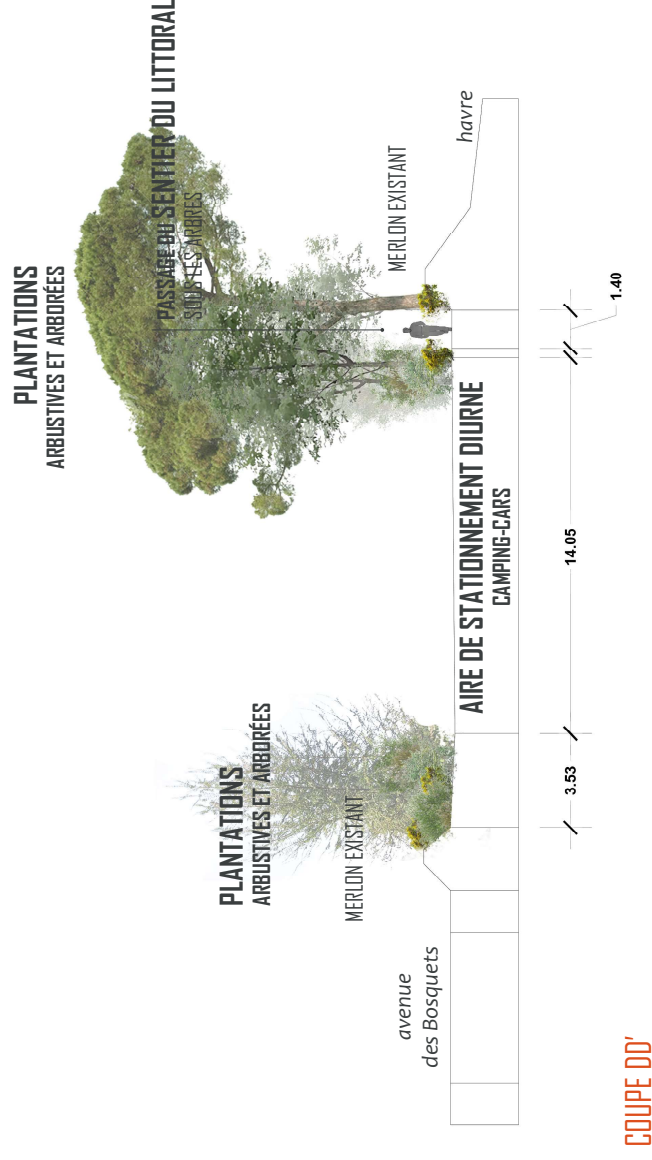 PLANTATIONS
ARBUSTIVES ET ARBORÉES
PASSAGE DU SENTIER DU LITTORAL
SOUS LES ARBRES
MERLON EXISTANT
havre
PLANTATIONS
ARBUSTIVES ET ARBORÉES
MERLON EXISTANT
avenue
des Bosquets
AIRE DE STATIONNEMENT DIURNE
CAMPING-CARS
3.53
14.05
1.40
COUPE DD'